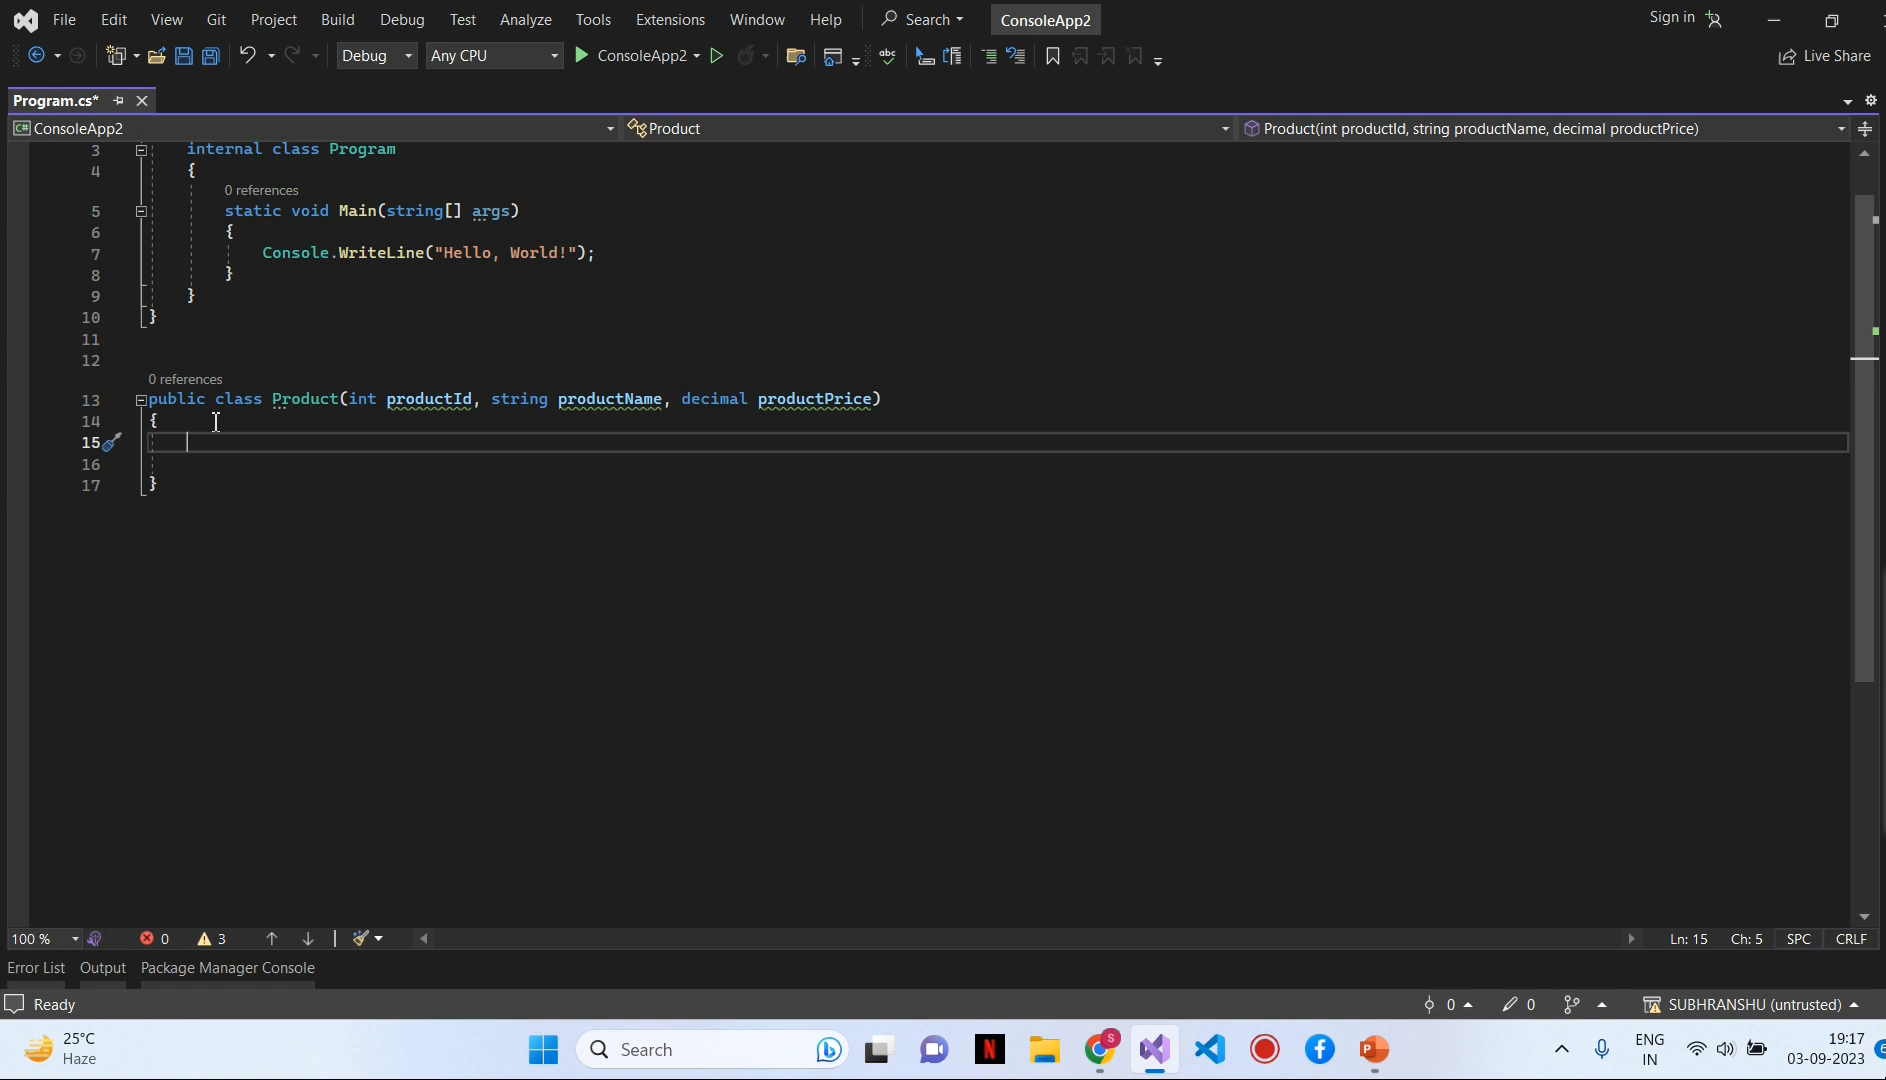 File Edit View Git Project Build Debug Test Analyze Tools Extensions Window Help Search ConsoleApp2 Sign in
Debug Any CPU ConsoleApp2 abc Live Share
Program.cs*
C# ConsoleApp2 Product Product(int productId, string productName, decimal productPrice)
3 internal class Program
4 {
0 references
5 static void Main(string[] args)
6 {
7 Console.WriteLine("Hello, World!");
8 }
9 }
10 }
11
12
0 references
13 public class Product(int productId, string productName, decimal productPrice)
14 {
15
16
17 }
100 % 0 3 Ln: 15 Ch: 5 SPC CRLF
Error List Output Package Manager Console
Ready 0 0 SUBHRANSHU (untrusted)
25°C
Haze
Search
S
N
P
ENG
IN
19:17
03-09-2023
6